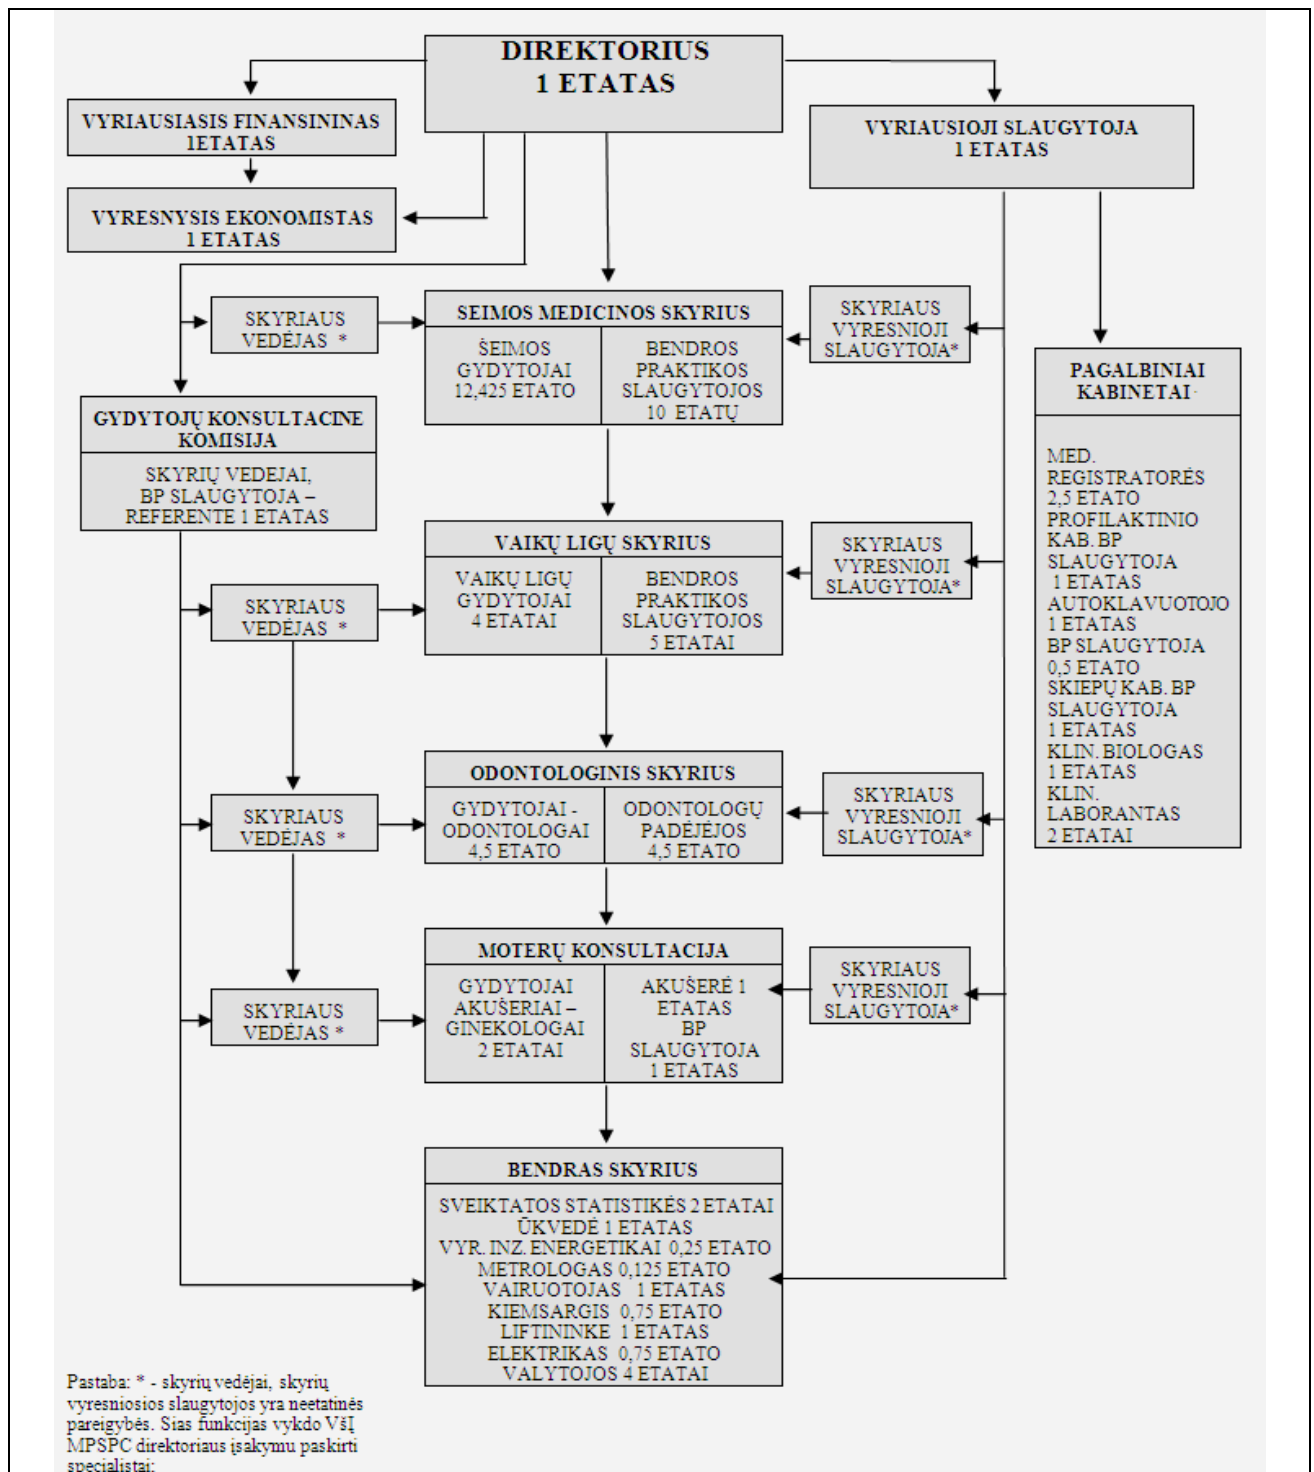 DIREKTORIUS
1 ETATAS
VYRIAUSIASIS FINANSININAS
1ETATAS
VYRIAUSIOJI SLAUGYTOJA
1 ETATAS
VYRESNYSIS EKONOMISTAS
1 ETATAS
SKYRIAUS
VEDĖJAS *
SEIMOS MEDICINOS SKYRIUS
ŠEIMOS
GYDYTOJAI
12,425 ETATO
BENDROS
PRAKTIKOS
SLAUGYTOJOS
10 ETATŲ
SKYRIAUS
VYRESNIOJI
SLAUGYTOJA*
PAGALBINIAI
KABINETAI
MED.
REGISTRATORĖS
2,5 ETATO
PROFILAKTINIO
KAB. BP
SLAUGYTOJA
1 ETATAS
AUTOKLAVUOTOJO
1 ETATAS
BP SLAUGYTOJA
0,5 ETATO
SKIEPŲ KAB. BP
SLAUGYTOJA
1 ETATAS
KLIN. BIOLOGAS
1 ETATAS
KLIN.
LABORANTAS
2 ETATAI
GYDYTOJŲ KONSULTACINE
KOMISIJA
SKYRIŲ VEDEJAI,
BP SLAUGYTOJA –
REFERENTE 1 ETATAS
SKYRIAUS
VEDĖJAS *
VAIKŲ LIGŲ SKYRIUS
VAIKŲ LIGŲ
GYDYTOJAI
4 ETATAI
BENDROS
PRAKTIKOS
SLAUGYTOJOS
5 ETATAI
SKYRIAUS
VYRESNIOJI
SLAUGYTOJA*
SKYRIAUS
VEDĖJAS *
ODONTOLOGINIS SKYRIUS
GYDYTOJAI -
ODONTOLOGAI
4,5 ETATO
ODONTOLOGŲ
PADĖJĖJOS
4,5 ETATO
SKYRIAUS
VYRESNIOJI
SLAUGYTOJA*
SKYRIAUS
VEDĖJAS *
MOTERŲ KONSULTACIJA
GYDYTOJAI
AKUŠERIAI –
GINEKOLOGAI
2 ETATAI
AKUŠERĖ 1
ETATAS
BP
SLAUGYTOJA
1 ETATAS
SKYRIAUS
VYRESNIOJI
SLAUGYTOJA*
BENDRAS SKYRIUS
SVEIKTATOS STATISTIKĖS 2 ETATAI
ŪKVEDĖ 1 ETATAS
VYR. INZ. ENERGETIKAI 0,25 ETATO
METROLOGAS 0,125 ETATO
VAIRUOTOJAS 1 ETATAS
KIEMSARGIS 0,75 ETATO
LIFTININKE 1 ETATAS
ELEKTRIKAS 0,75 ETATO
VALYTOJOS 4 ETATAI
Pastaba: * - skyrių vedėjai, skyrių
vyresniosios slaugytojos yra neetatinės
pareigybės. Sias funkcijas vykdo VšĮ
MPSPC direktoriaus įsakymu paskirti
specialistai;